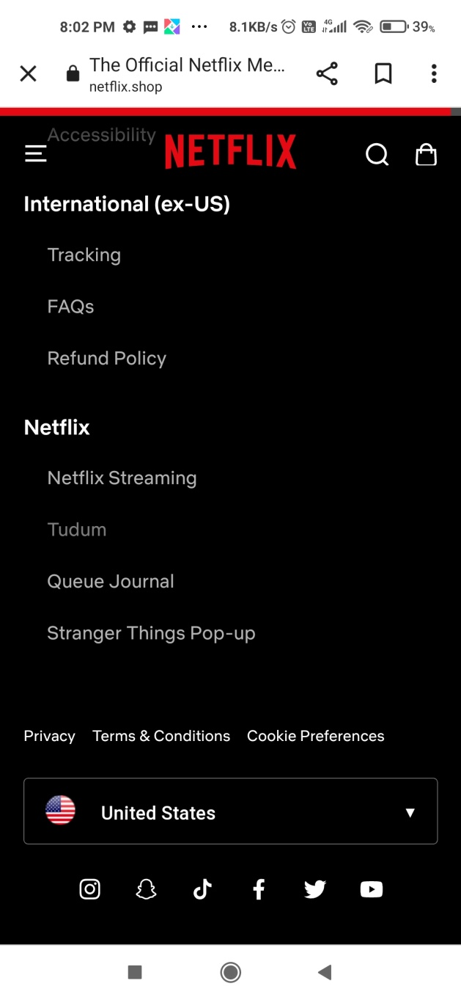 8:02 PM 8.1KB/s Vo LTE 4G 39%
The Official Netflix Me...
netflix.shop
Accessibility
NETFLIX
International (ex-US)
Tracking
FAQs
Refund Policy
Netflix
Netflix Streaming
Tudum
Queue Journal
Stranger Things Pop-up
Privacy Terms & Conditions Cookie Preferences
United States